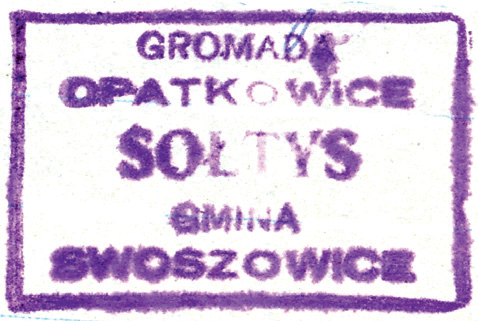 GROMADA
OPATKOWiCE
SOŁTYS
GMINA
SWOSZOWICE